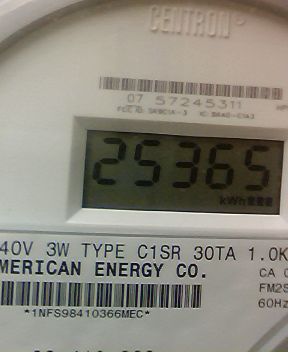 CENTRON
07 57245311
25365
kWh
40V 3W TYPE C1SR 30TA 1.0K
MERICAN ENERGY CO.
CA
FM2S
60Hz
*1NFS98410366MEC*